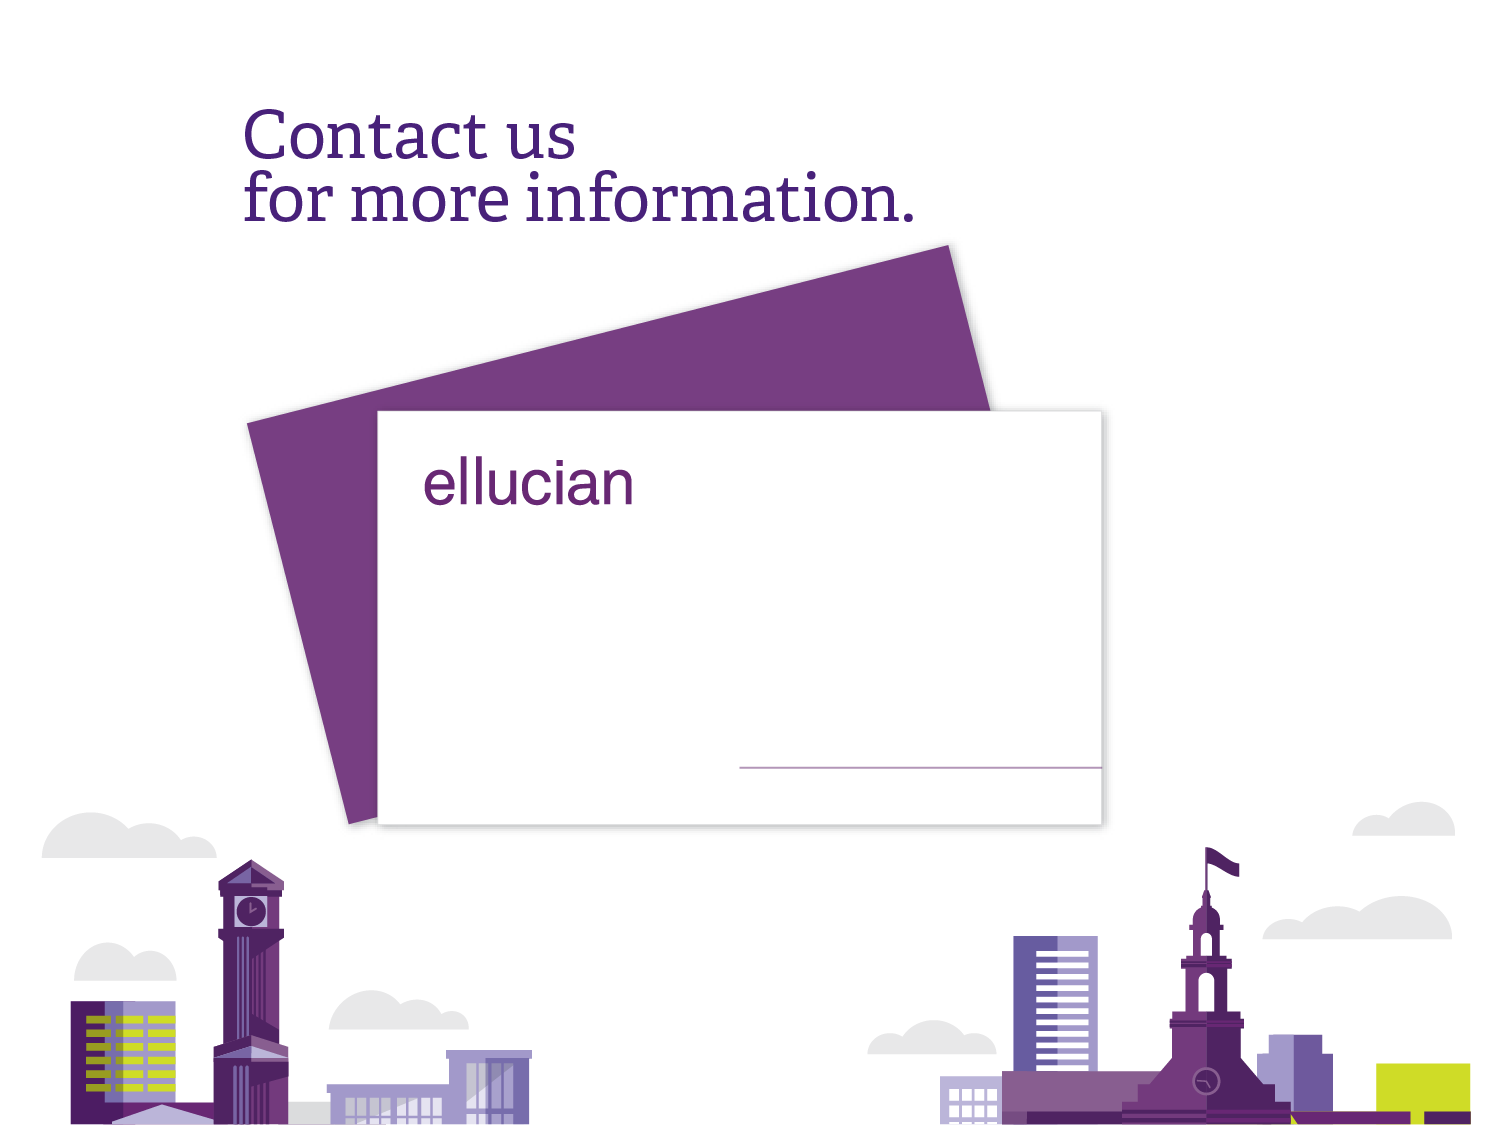 Contact us
for more information.
ellucian